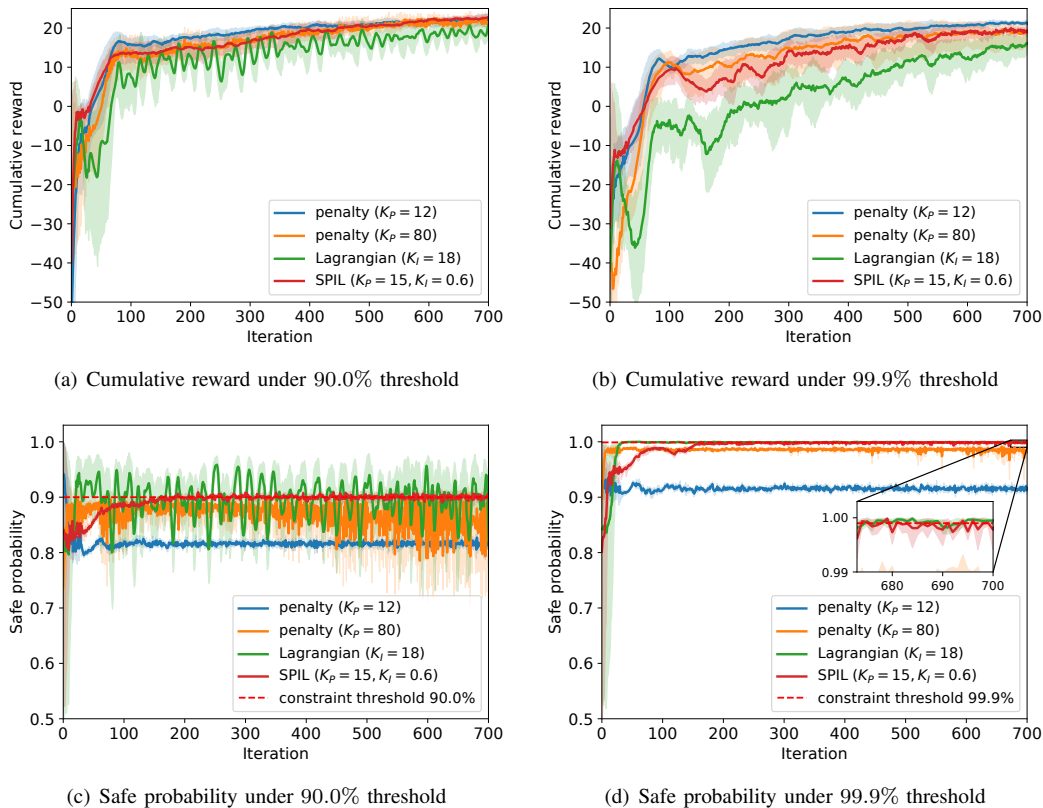 20
10
0
−10
−20
−30
−40
−50
Cumulative reward
0 100 200 300 400 500 600 700
Iteration
penalty (K_P = 12)
penalty (K_P = 80)
Lagrangian (K_I = 18)
SPIL (K_P = 15, K_I = 0.6)
(a) Cumulative reward under 90.0% threshold
20
10
0
−10
−20
−30
−40
−50
Cumulative reward
0 100 200 300 400 500 600 700
Iteration
penalty (K_P = 12)
penalty (K_P = 80)
Lagrangian (K_I = 18)
SPIL (K_P = 15, K_I = 0.6)
(b) Cumulative reward under 99.9% threshold
1.0
0.9
0.8
0.7
0.6
0.5
Safe probability
0 100 200 300 400 500 600 700
Iteration
penalty (K_P = 12)
penalty (K_P = 80)
Lagrangian (K_I = 18)
SPIL (K_P = 15, K_I = 0.6)
constraint threshold 90.0%
(c) Safe probability under 90.0% threshold
1.0
0.9
0.8
0.7
0.6
0.5
Safe probability
1.00
0.99
680 690 700
0 100 200 300 400 500 600 700
Iteration
penalty (K_P = 12)
penalty (K_P = 80)
Lagrangian (K_I = 18)
SPIL (K_P = 15, K_I = 0.6)
constraint threshold 99.9%
(d) Safe probability under 99.9% threshold